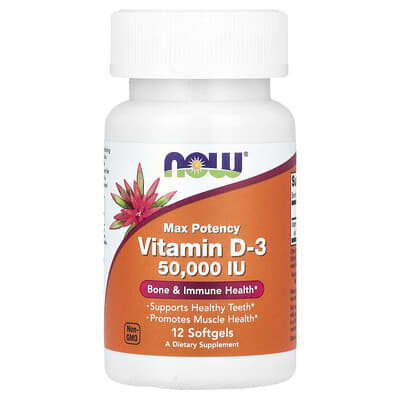 NOW
Max Potency
Vitamin D-3
50,000 IU
Bone & Immune Health*
•Supports Healthy Teeth*
•Promotes Muscle Health*
12 Softgels
A Dietary Supplement
Non-
GMO